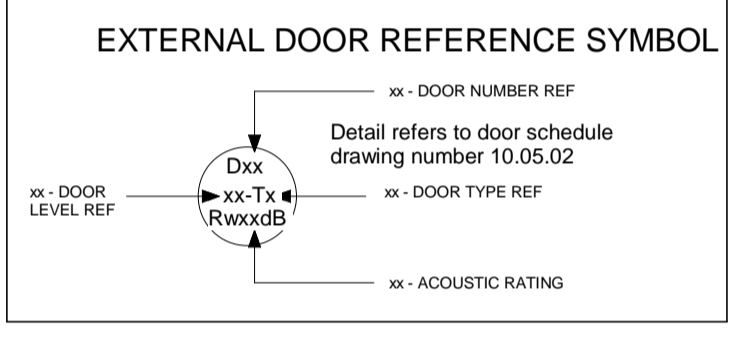 EXTERNAL DOOR REFERENCE SYMBOL
xx - DOOR NUMBER REF
Detail refers to door schedule
drawing number 10.05.02
Dxx
xx - DOOR
LEVEL REF
xx-Tx
xx - DOOR TYPE REF
RwxxdB
xx - ACOUSTIC RATING